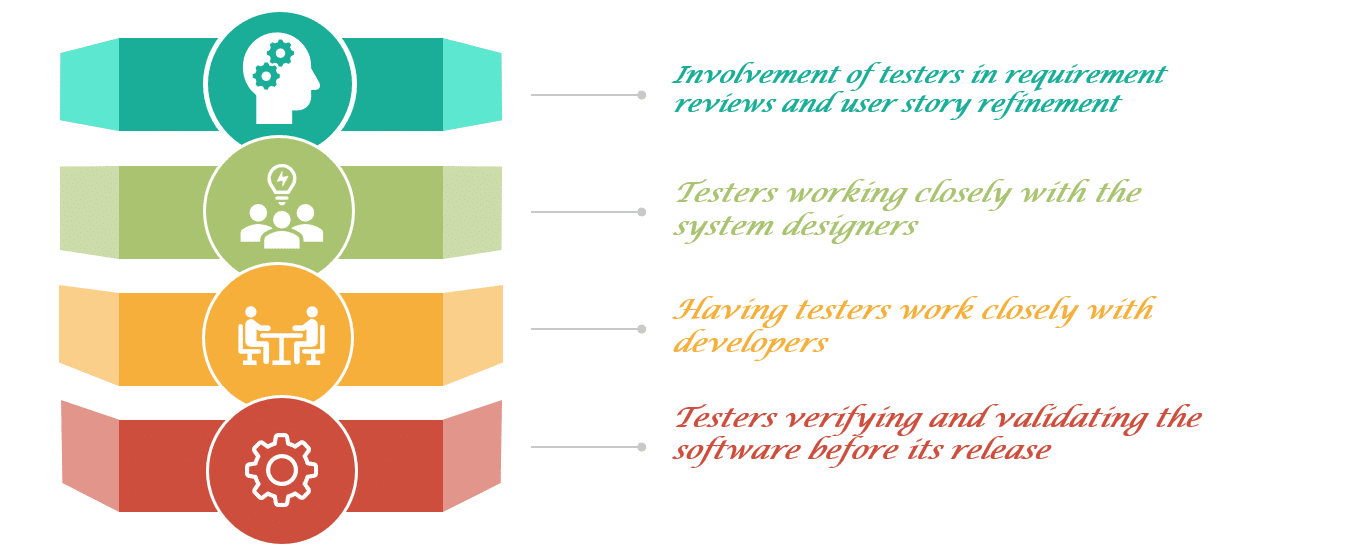 Involvement of testers in requirement
reviews and user story refinement
Testers working closely with the
system designers
Having testers work closely with
developers
Testers verifying and validating the
software before its release